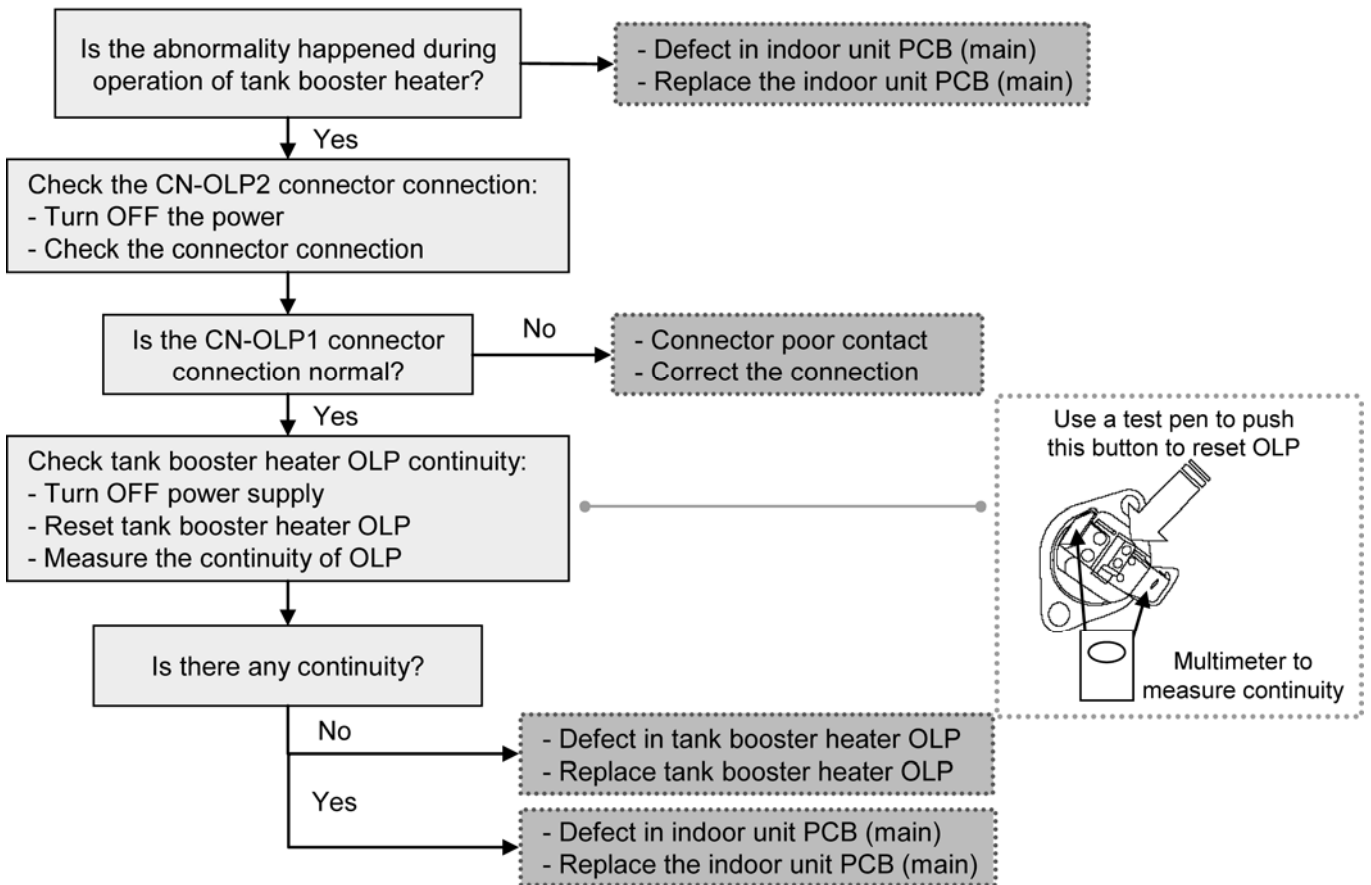 Is the abnormality happened during
operation of tank booster heater?
- Defect in indoor unit PCB (main)
- Replace the indoor unit PCB (main)
Yes
Check the CN-OLP2 connector connection:
- Turn OFF the power
- Check the connector connection
Is the CN-OLP1 connector
connection normal?
No
- Connector poor contact
- Correct the connection
Yes
Check tank booster heater OLP continuity:
- Turn OFF power supply
- Reset tank booster heater OLP
- Measure the continuity of OLP
Use a test pen to push
this button to reset OLP
Multimeter to
measure continuity
Is there any continuity?
No
- Defect in tank booster heater OLP
- Replace tank booster heater OLP
Yes
- Defect in indoor unit PCB (main)
- Replace the indoor unit PCB (main)